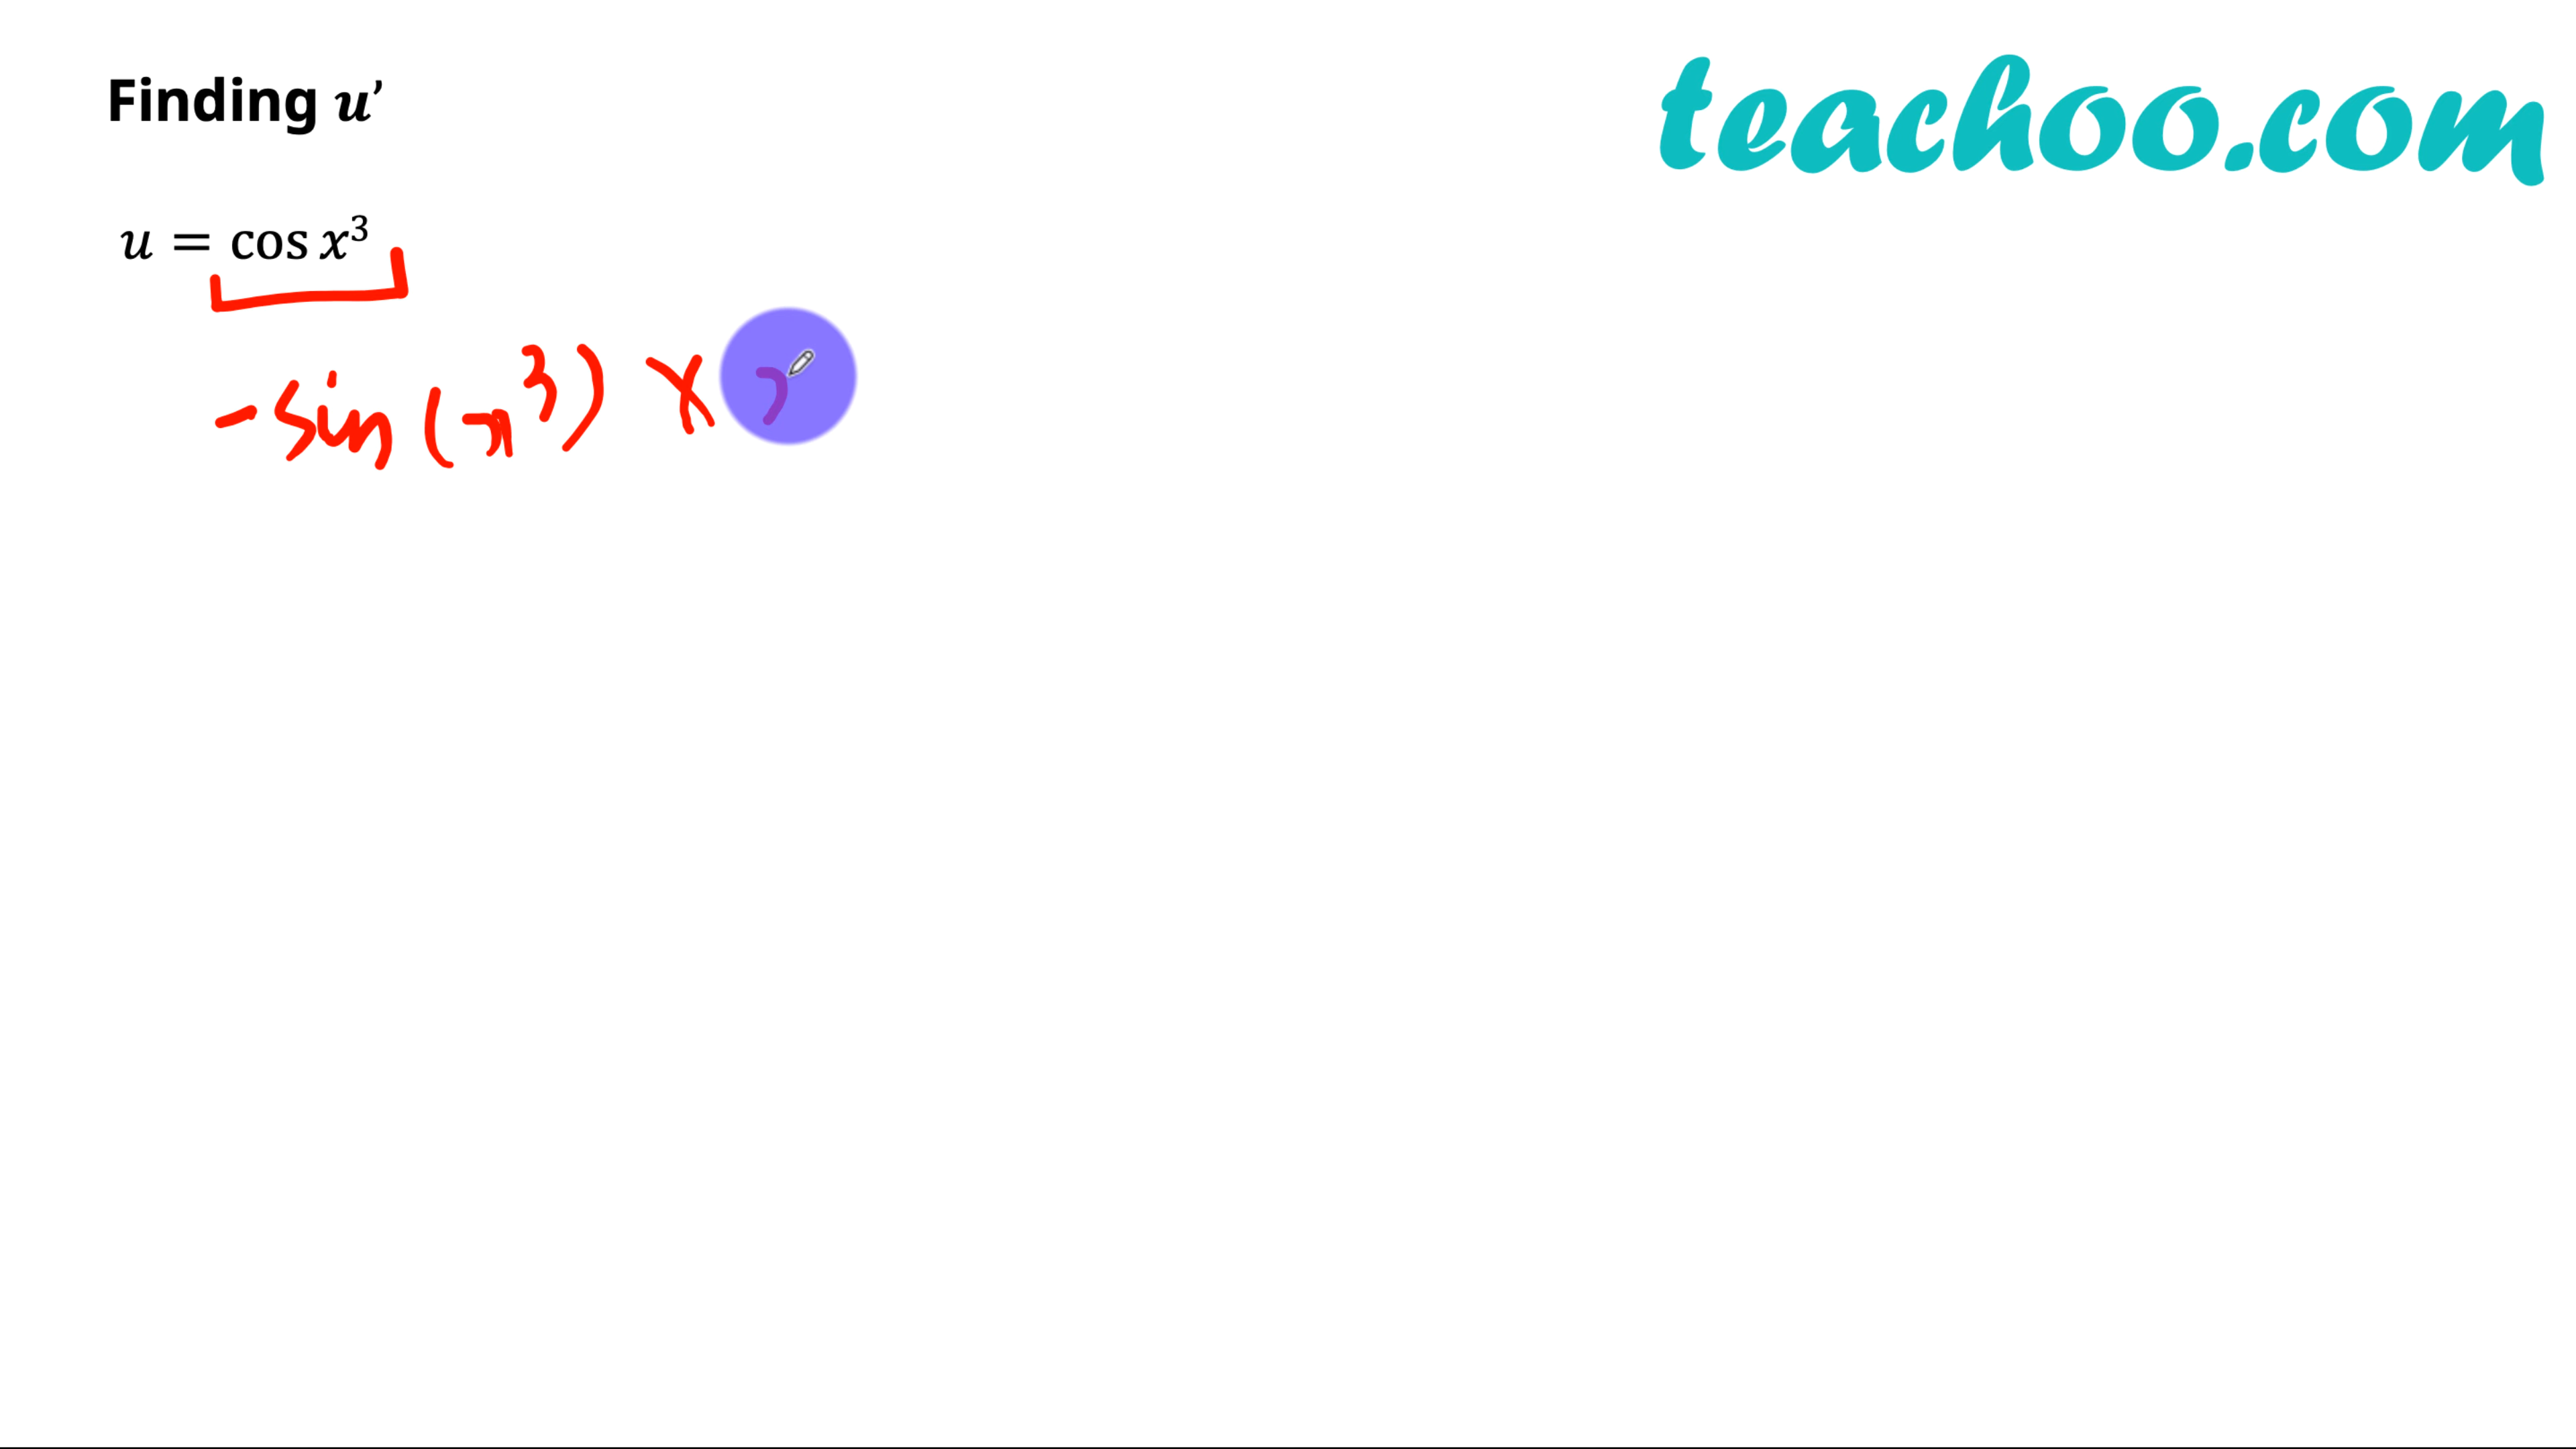 Finding u’
teachoo.com
u = cos x³
-sin (x³) ×